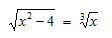 √(x² − 4) = ∛x